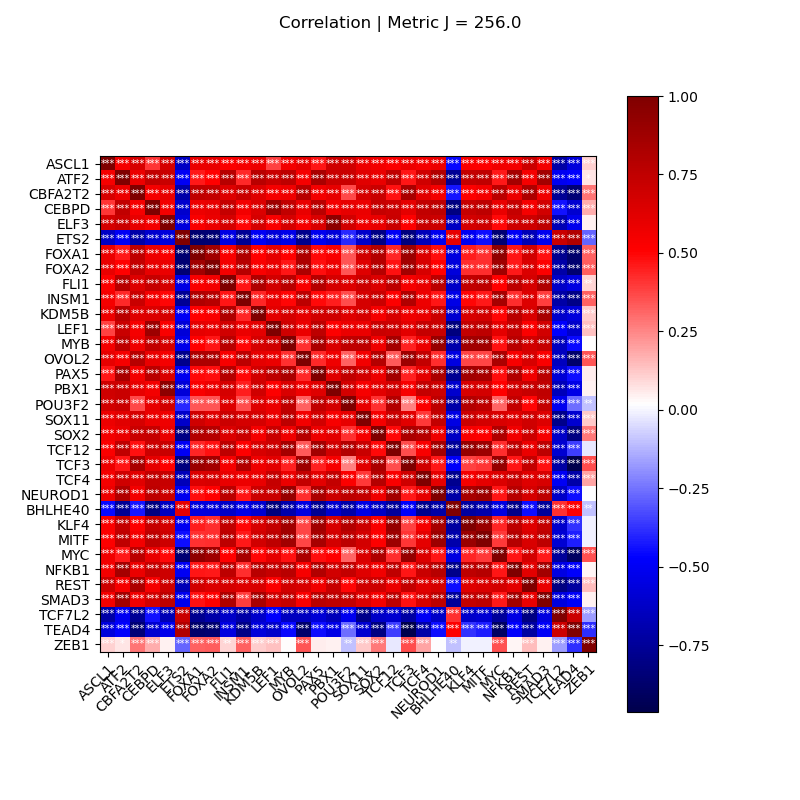 Correlation | Metric J = 256.0
ASCL1
ATF2
CBFA2T2
CEBPD
ELF3
ETS2
FOXA1
FOXA2
FLI1
INSM1
KDM5B
LEF1
MYB
OVOL2
PAX5
PBX1
POU3F2
SOX11
SOX2
TCF12
TCF3
TCF4
NEUROD1
BHLHE40
KLF4
MITF
MYC
NFKB1
REST
SMAD3
TCF7L2
TEAD4
ZEB1
ASCL1
ATF2
CBFA2T2
CEBPD
ELF3
ETS2
FOXA1
FOXA2
FLI1
INSM1
KDM5B
LEF1
MYB
OVOL2
PAX5
PBX1
POU3F2
SOX11
SOX2
TCF12
TCF3
TCF4
NEUROD1
BHLHE40
KLF4
MITF
MYC
NFKB1
REST
SMAD3
TCF7L2
TEAD4
ZEB1
1.00
0.75
0.50
0.25
0.00
−0.25
−0.50
−0.75